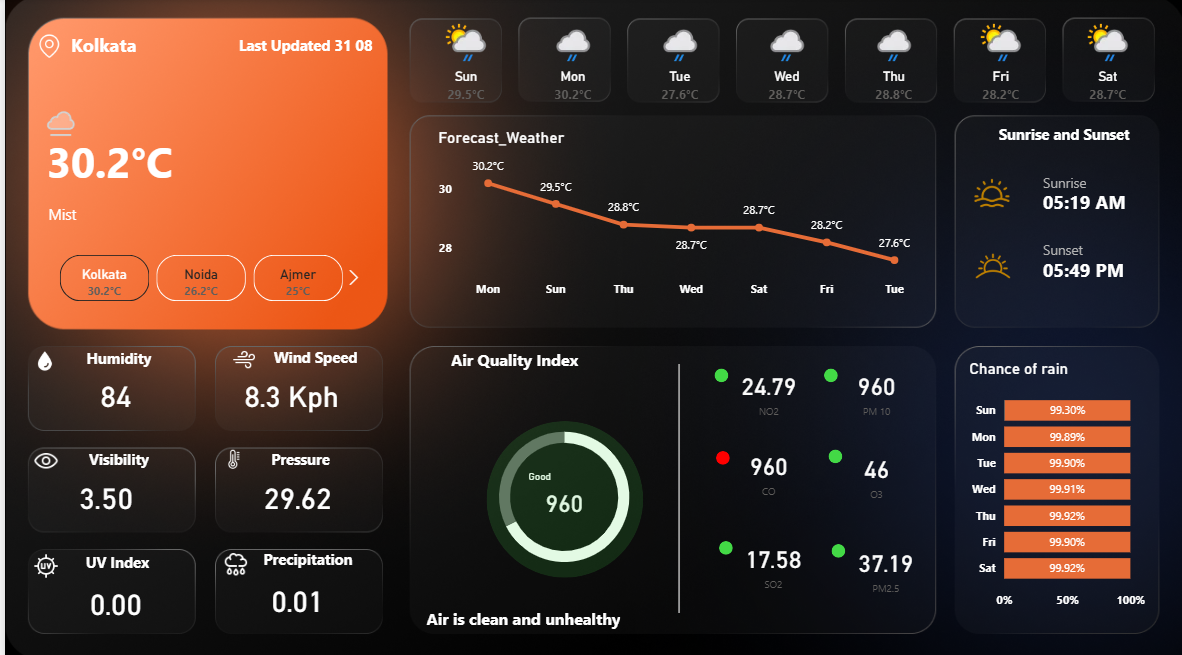 Kolkata
Last Updated 31 08
30.2°C
Mist
Kolkata
30.2°C
Noida
26.2°C
Ajmer
25°C
Sun
29.5°C
Mon
30.2°C
Tue
27.6°C
Wed
28.7°C
Thu
28.8°C
Fri
28.2°C
Sat
28.7°C
Forecast_Weather
30
28
30.2°C
29.5°C
28.8°C
28.7°C
28.7°C
28.2°C
27.6°C
Mon
Sun
Thu
Wed
Sat
Fri
Tue
Sunrise and Sunset
Sunrise
05:19 AM
Sunset
05:49 PM
Humidity
84
Wind Speed
8.3 Kph
Visibility
3.50
Pressure
29.62
UV
UV Index
0.00
Precipitation
0.01
Air Quality Index
Good
960
Air is clean and unhealthy
24.79
NO2
960
PM 10
960
CO
46
O3
17.58
SO2
37.19
PM2.5
Chance of rain
Sun 99.30%
Mon 99.89%
Tue 99.90%
Wed 99.91%
Thu 99.92%
Fri 99.90%
Sat 99.92%
0% 50% 100%